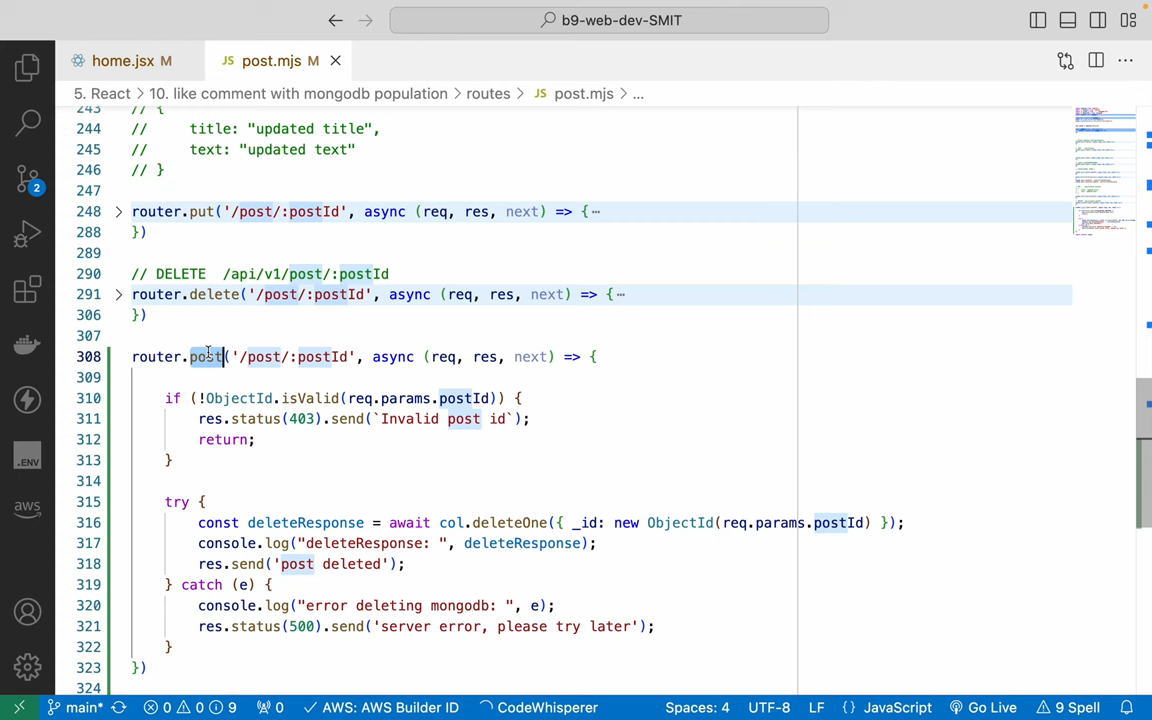 b9-web-dev-SMIT
home.jsx M
JS post.mjs M
5. React > 10. like comment with mongodb population > routes > JS post.mjs > ...
243 // {
244 //     title: "updated title",
245 //     text: "updated text"
246 // }
247
248 router.put('/post/:postId', async (req, res, next) => {…
288 })
289
290 // DELETE  /api/v1/post/:postId
291 router.delete('/post/:postId', async (req, res, next) => {…
306 })
307
308 router.post('/post/:postId', async (req, res, next) => {
309
310     if (!ObjectId.isValid(req.params.postId)) {
311         res.status(403).send(`Invalid post id`);
312         return;
313     }
314
315     try {
316         const deleteResponse = await col.deleteOne({ _id: new ObjectId(req.params.postId) });
317         console.log("deleteResponse: ", deleteResponse);
318         res.send('post deleted');
319     } catch (e) {
320         console.log("error deleting mongodb: ", e);
321         res.status(500).send('server error, please try later');
322     }
323 })
324
2
.ENV
aws
main* 0 0 9 0 AWS: AWS Builder ID CodeWhisperer Spaces: 4 UTF-8 LF {} JavaScript Go Live 9 Spell